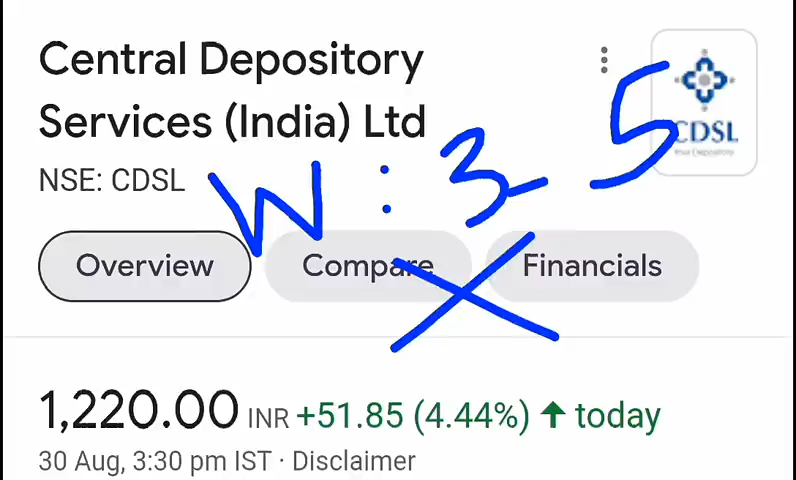 Central Depository
Services (India) Ltd
CDSL
NSE: CDSL
W : 3-5
Overview
Compare
Financials
X
1,220.00 INR +51.85 (4.44%) ↑ today
30 Aug, 3:30 pm IST · Disclaimer